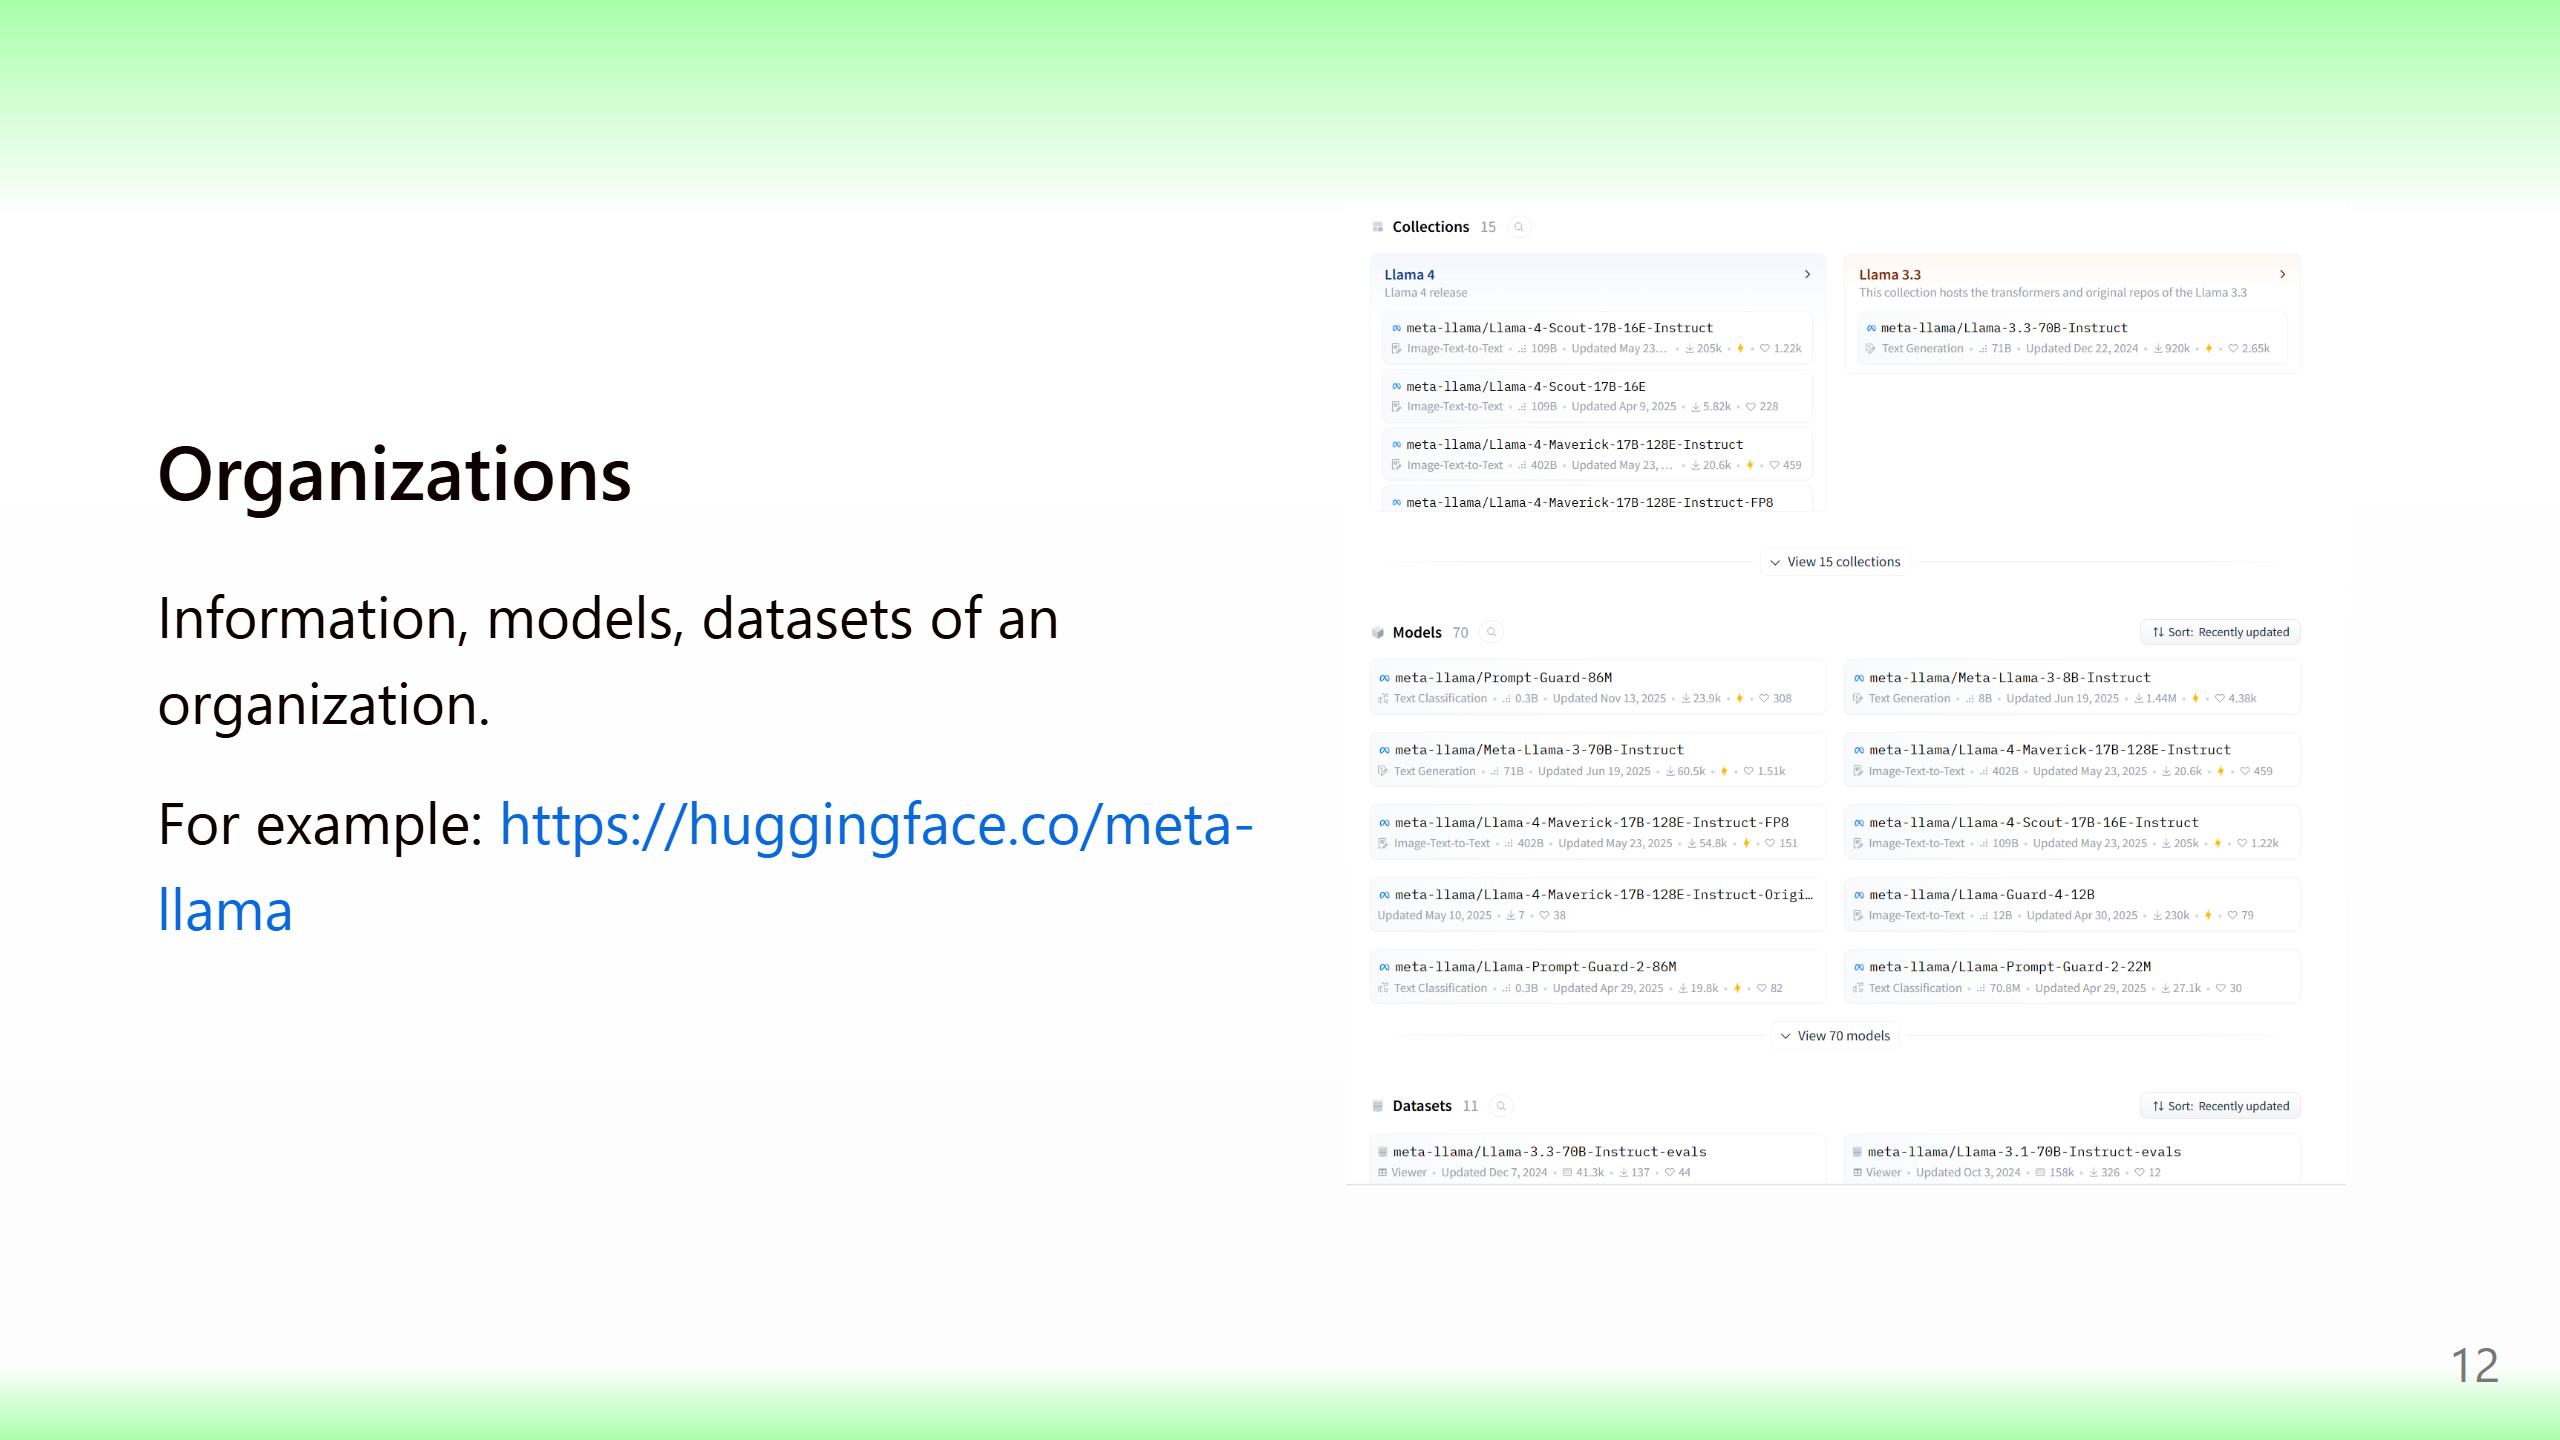 Organizations
Information, models, datasets of an
organization.
For example: https://huggingface.co/meta-
llama
Collections 15
Llama 4
Llama 4 release
meta-llama/Llama-4-Scout-17B-16E-Instruct
Image-Text-to-Text • 109B • Updated May 23... • 205k • • 1.22k
meta-llama/Llama-4-Scout-17B-16E
Image-Text-to-Text • 109B • Updated Apr 9, 2025 • 5.82k • 228
meta-llama/Llama-4-Maverick-17B-128E-Instruct
Image-Text-to-Text • 402B • Updated May 23, ... • 20.6k • • 459
meta-llama/Llama-4-Maverick-17B-128E-Instruct-FP8
Llama 3.3
This collection hosts the transformers and original repos of the Llama 3.3
meta-llama/Llama-3.3-70B-Instruct
Text Generation • 71B • Updated Dec 22, 2024 • 920k • • 2.65k
View 15 collections
Models 70
Sort: Recently updated
meta-llama/Prompt-Guard-86M
Text Classification • 0.3B • Updated Nov 13, 2025 • 23.9k • • 308
meta-llama/Meta-Llama-3-8B-Instruct
Text Generation • 8B • Updated Jun 19, 2025 • 1.44M • • 4.38k
meta-llama/Meta-Llama-3-70B-Instruct
Text Generation • 71B • Updated Jun 19, 2025 • 60.5k • • 1.51k
meta-llama/Llama-4-Maverick-17B-128E-Instruct
Image-Text-to-Text • 402B • Updated May 23, 2025 • 20.6k • • 459
meta-llama/Llama-4-Maverick-17B-128E-Instruct-FP8
Image-Text-to-Text • 402B • Updated May 23, 2025 • 54.8k • • 151
meta-llama/Llama-4-Scout-17B-16E-Instruct
Image-Text-to-Text • 109B • Updated May 23, 2025 • 205k • • 1.22k
meta-llama/Llama-4-Maverick-17B-128E-Instruct-Origi...
Updated May 10, 2025 • 7 • 38
meta-llama/Llama-Guard-4-12B
Image-Text-to-Text • 12B • Updated Apr 30, 2025 • 230k • • 79
meta-llama/Llama-Prompt-Guard-2-86M
Text Classification • 0.3B • Updated Apr 29, 2025 • 19.8k • • 82
meta-llama/Llama-Prompt-Guard-2-22M
Text Classification • 70.8M • Updated Apr 29, 2025 • 27.1k • 30
View 70 models
Datasets 11
Sort: Recently updated
meta-llama/Llama-3.3-70B-Instruct-evals
Viewer • Updated Dec 7, 2024 • 41.3k • 137 • 44
meta-llama/Llama-3.1-70B-Instruct-evals
Viewer • Updated Oct 3, 2024 • 158k • 326 • 12
12